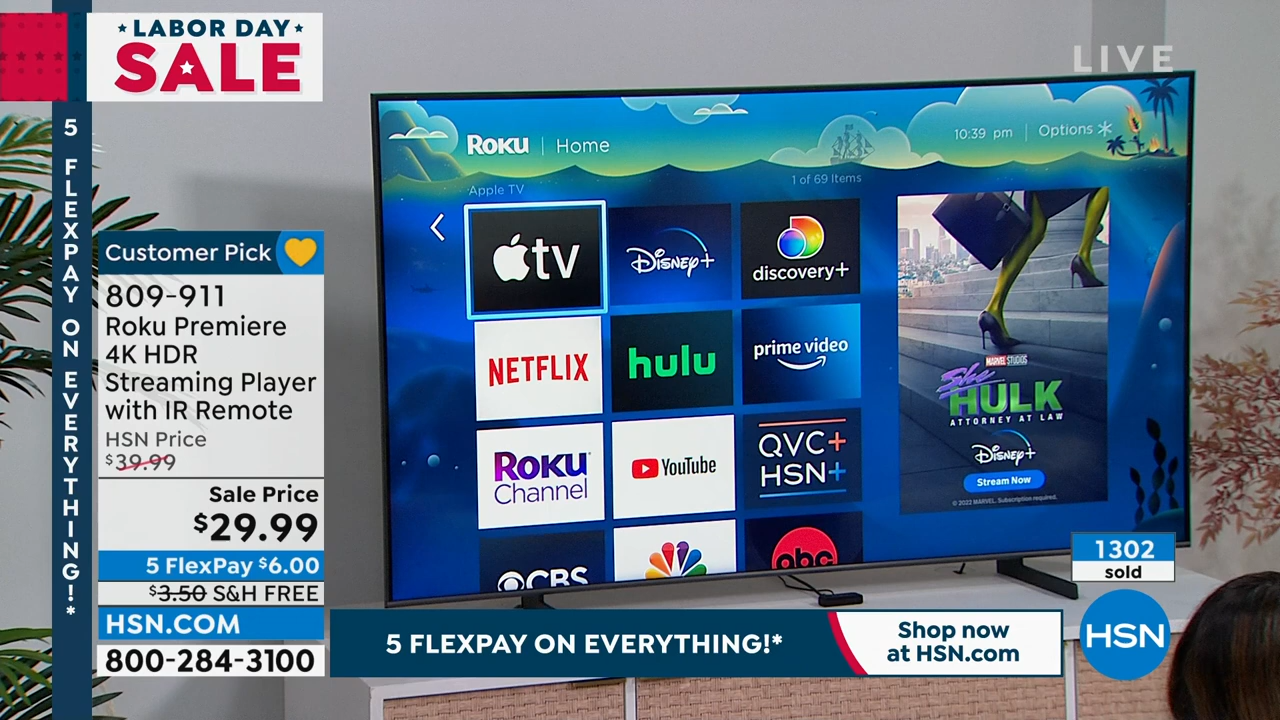 LABOR DAY
SALE
LIVE
5 FLEXPAY ON EVERYTHING!*
Customer Pick
809-911
Roku Premiere
4K HDR
Streaming Player
with IR Remote
HSN Price
$39.99
Sale Price
$29.99
5 FlexPay $6.00
$3.50 S&H FREE
HSN.COM
800-284-3100
Roku | Home
10:39 pm | Options
Apple TV
1 of 69 Items
tv
Disney+
discovery+
NETFLIX
hulu
prime video
Roku
Channel
YouTube
QVC+
HSN+
CBS
abc
MARVEL STUDIOS
She
HULK
ATTORNEY AT LAW
Disney+
Stream Now
© 2022 MARVEL. Subscription required.
1302
sold
5 FLEXPAY ON EVERYTHING!*
Shop now
at HSN.com
HSN